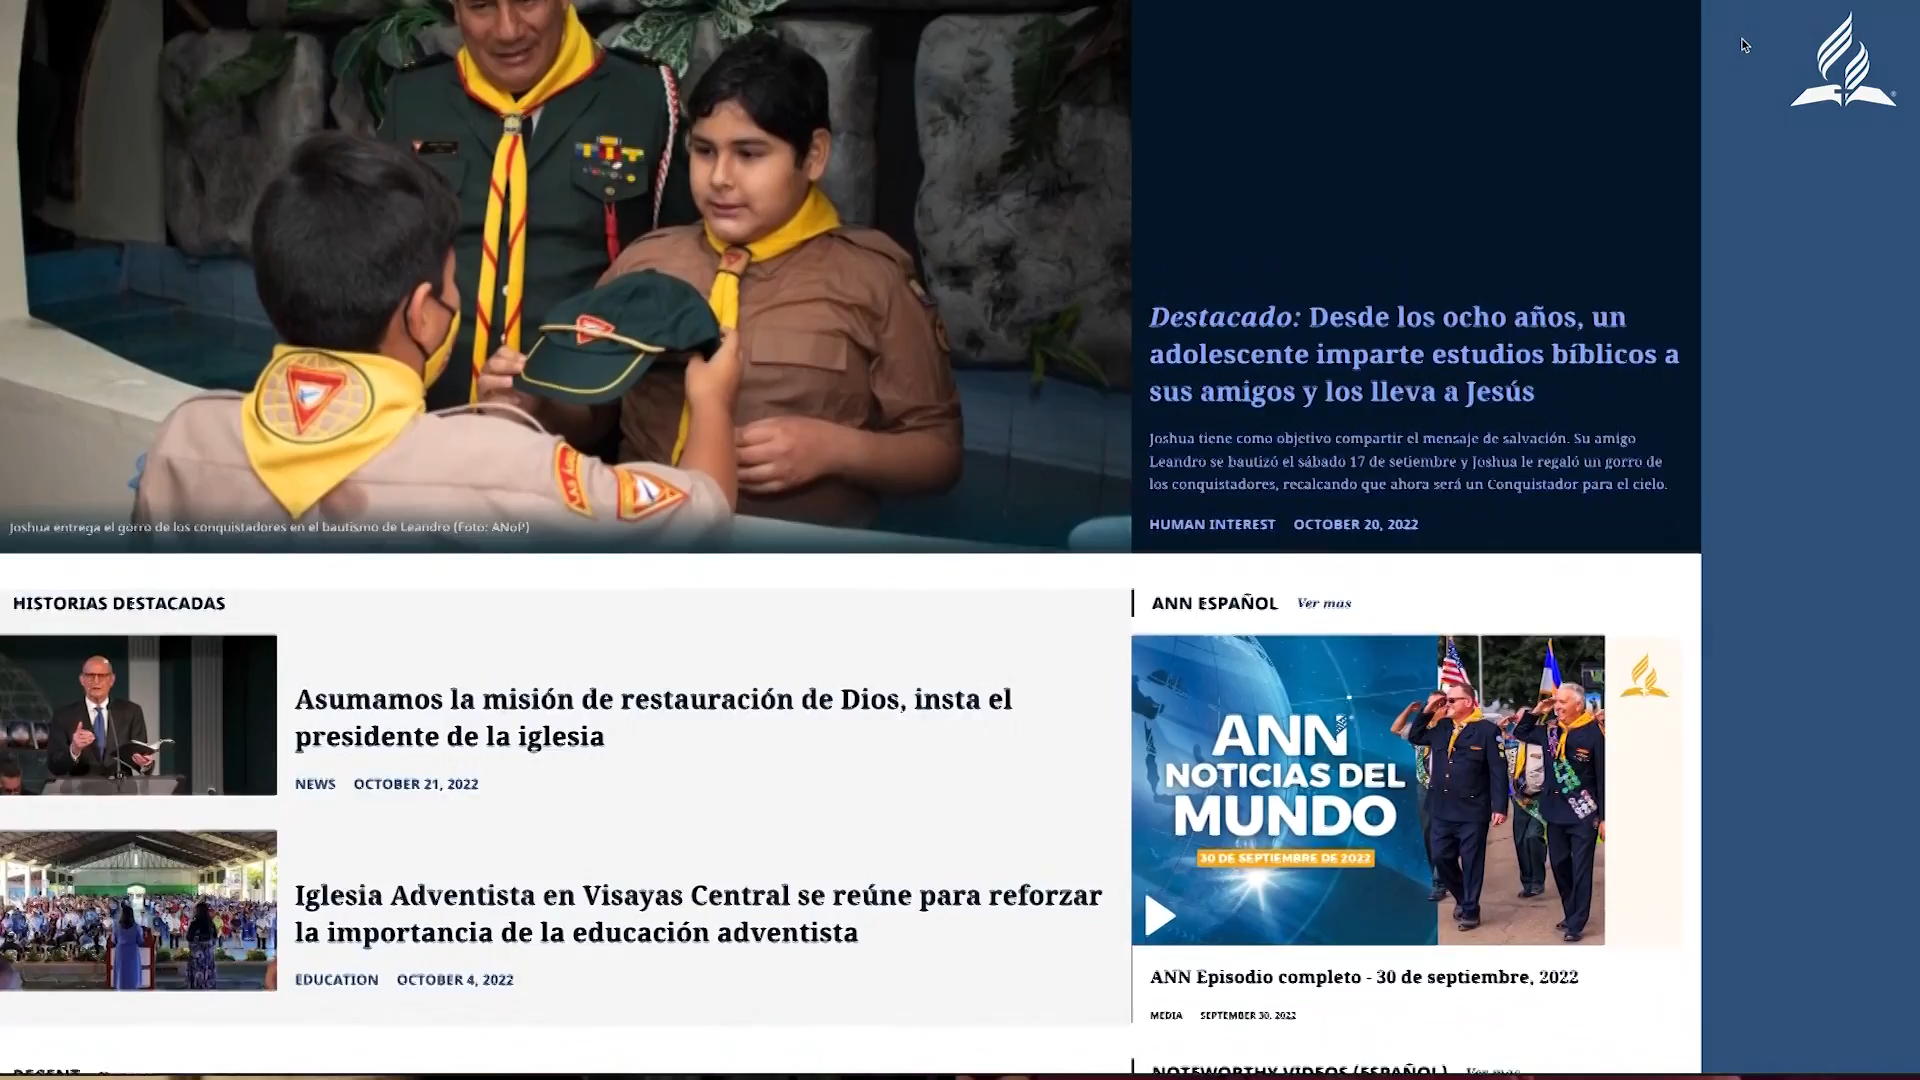 Destacado: Desde los ocho años, un
adolescente imparte estudios bíblicos a
sus amigos y los lleva a Jesús
Joshua tiene como objetivo compartir el mensaje de salvación. Su amigo
Leandro se bautizó el sábado 17 de setiembre y Joshua le regaló un gorro de
los conquistadores, recalcando que ahora será un Conquistador para el cielo.
HUMAN INTEREST OCTOBER 20, 2022
Joshua entrega el gorro de los conquistadores en el bautismo de Leandro (Foto: ANoP)
HISTORIAS DESTACADAS
Asumamos la misión de restauración de Dios, insta el
presidente de la iglesia
NEWS OCTOBER 21, 2022
Iglesia Adventista en Visayas Central se reúne para reforzar
la importancia de la educación adventista
EDUCATION OCTOBER 4, 2022
ANN ESPAÑOL Ver mas
ANN
NOTICIAS DEL
MUNDO
30 DE SEPTIEMBRE DE 2022
ANN Episodio completo - 30 de septiembre, 2022
MEDIA SEPTEMBER 30, 2022
RECENT
NOTEWORTHY VIDEOS (ESPAÑOL) Ver mas